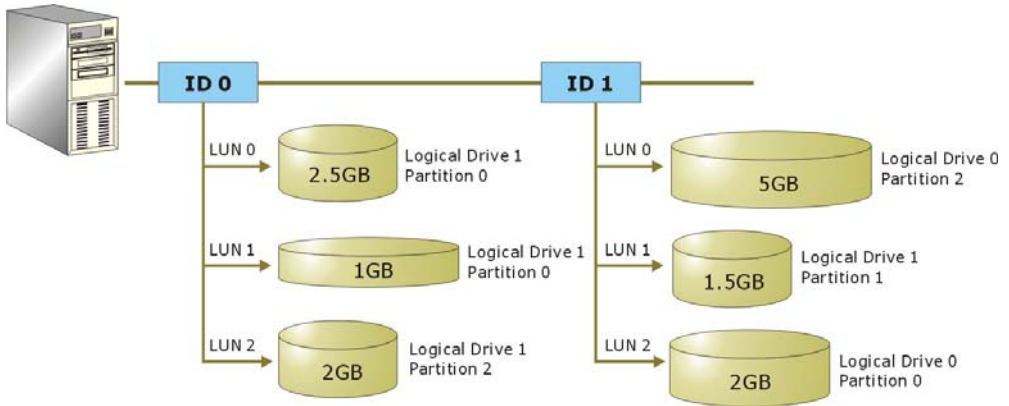 ID 0
ID 1
LUN 0
2.5GB
Logical Drive 1
Partition 0
LUN 1
1GB
Logical Drive 1
Partition 0
LUN 2
2GB
Logical Drive 1
Partition 2
LUN 0
5GB
Logical Drive 0
Partition 2
LUN 1
1.5GB
Logical Drive 1
Partition 1
LUN 2
2GB
Logical Drive 0
Partition 0